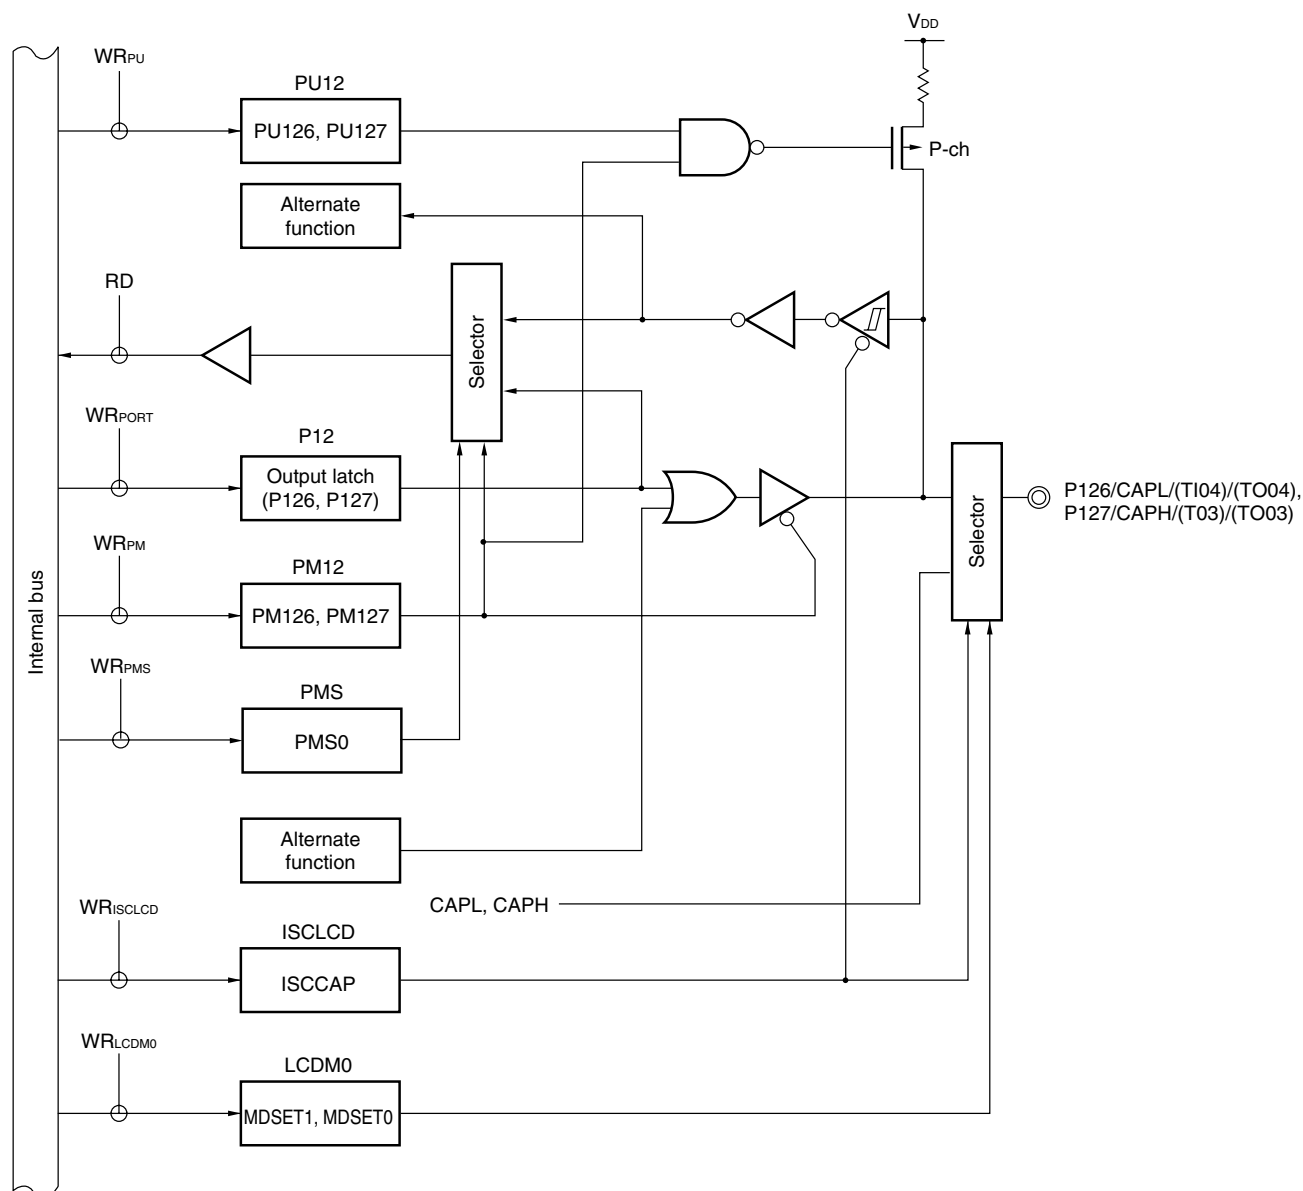 VDD
WRPU
PU12
PU126, PU127
P-ch
Alternate
function
RD
Selector
WRPORT
P12
Output latch
(P126, P127)
P126/CAPL/(TI04)/(TO04),
P127/CAPH/(T03)/(TO03)
Selector
WRPM
PM12
PM126, PM127
Internal bus
WRPMS
PMS
PMS0
Alternate
function
CAPL, CAPH
WRISCLCD
ISCLCD
ISCCAP
WRLCDM0
LCDM0
MDSET1, MDSET0